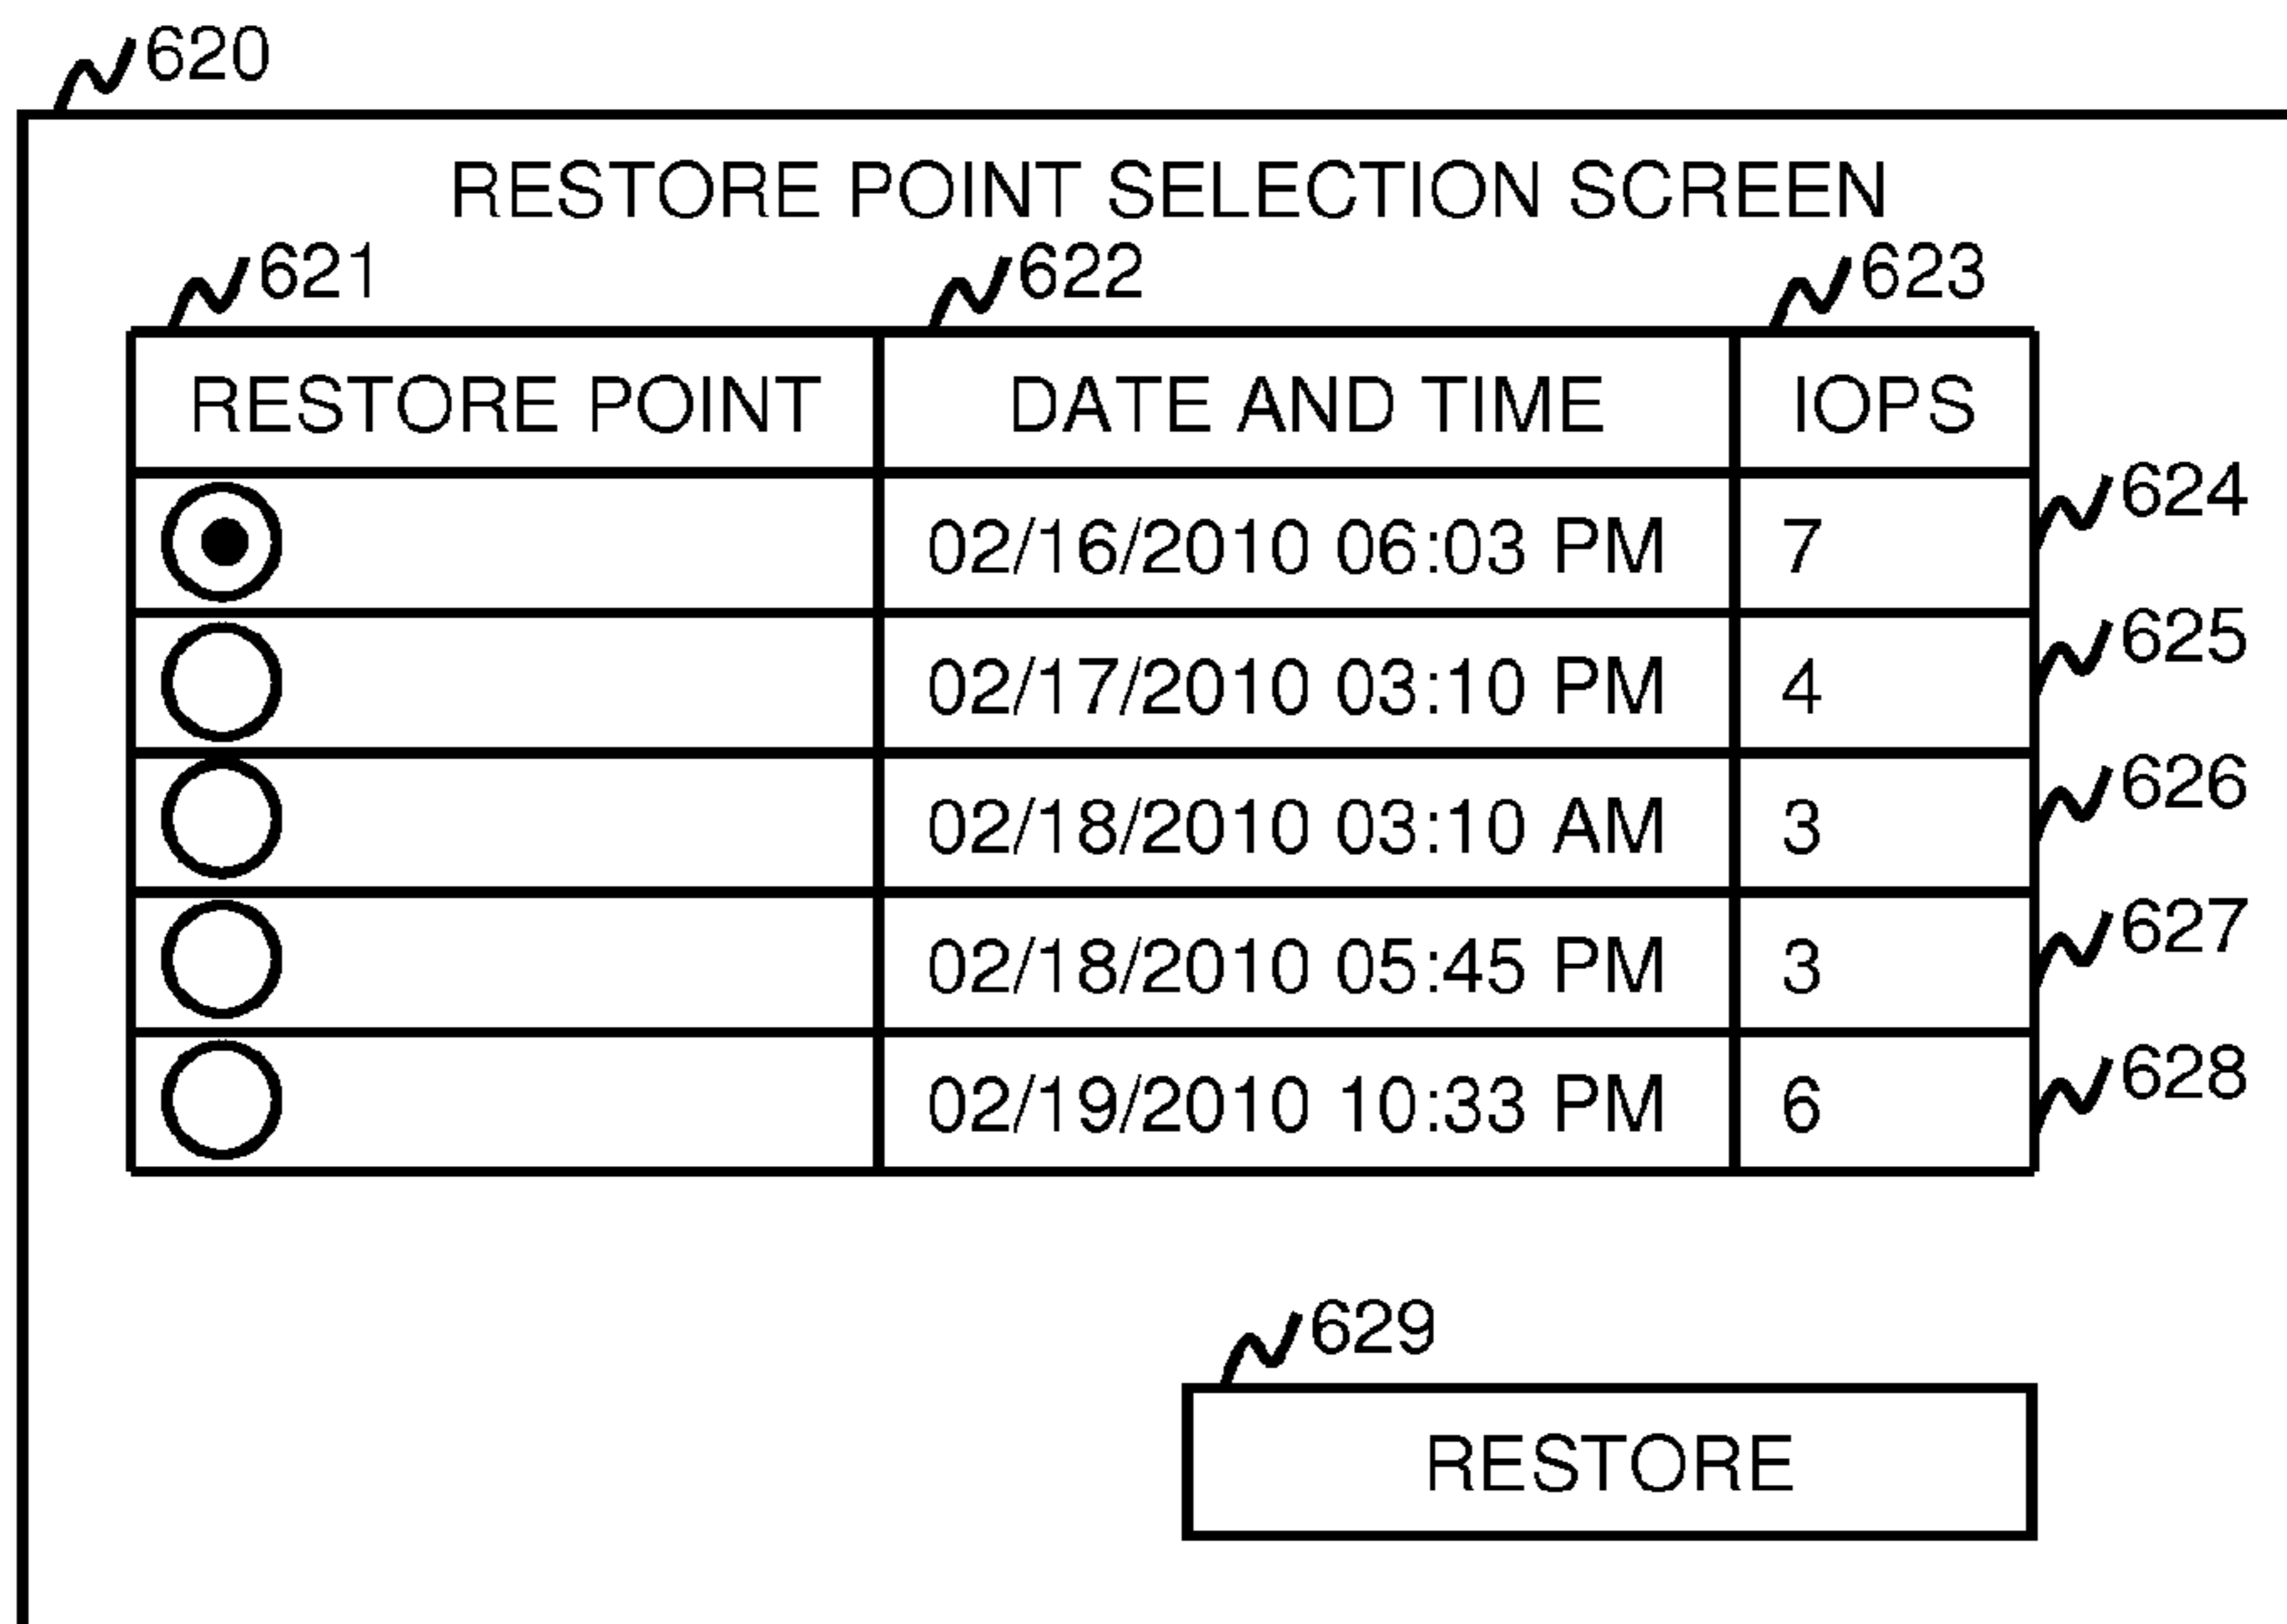 620
RESTORE POINT SELECTION SCREEN
621 622 623
RESTORE POINT DATE AND TIME IOPS
02/16/2010 06:03 PM 7 624
02/17/2010 03:10 PM 4 625
02/18/2010 03:10 AM 3 626
02/18/2010 05:45 PM 3 627
02/19/2010 10:33 PM 6 628
629
RESTORE